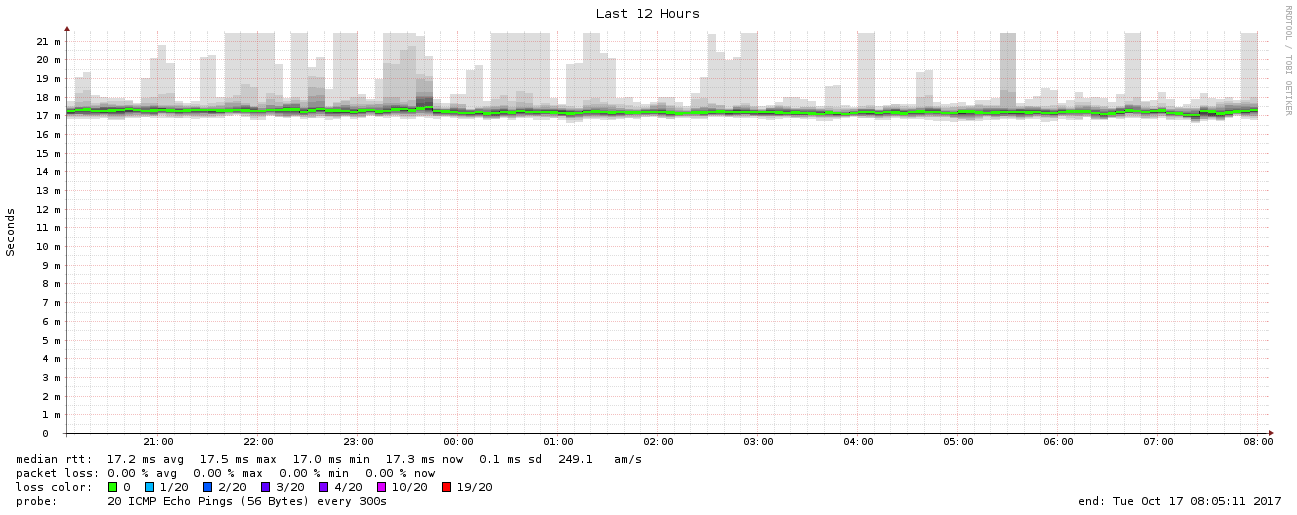 Last 12 Hours
RRDTOOL / TOBI OETIKER
Seconds
21 m
20 m
19 m
18 m
17 m
16 m
15 m
14 m
13 m
12 m
11 m
10 m
9 m
8 m
7 m
6 m
5 m
4 m
3 m
2 m
1 m
0
21:00 22:00 23:00 00:00 01:00 02:00 03:00 04:00 05:00 06:00 07:00 08:00
median rtt: 17.2 ms avg 17.5 ms max 17.0 ms min 17.3 ms now 0.1 ms sd 249.1 am/s
packet loss: 0.00 % avg 0.00 % max 0.00 % min 0.00 % now
loss color: 0 1/20 2/20 3/20 4/20 10/20 19/20
probe: 20 ICMP Echo Pings (56 Bytes) every 300s end: Tue Oct 17 08:05:11 2017